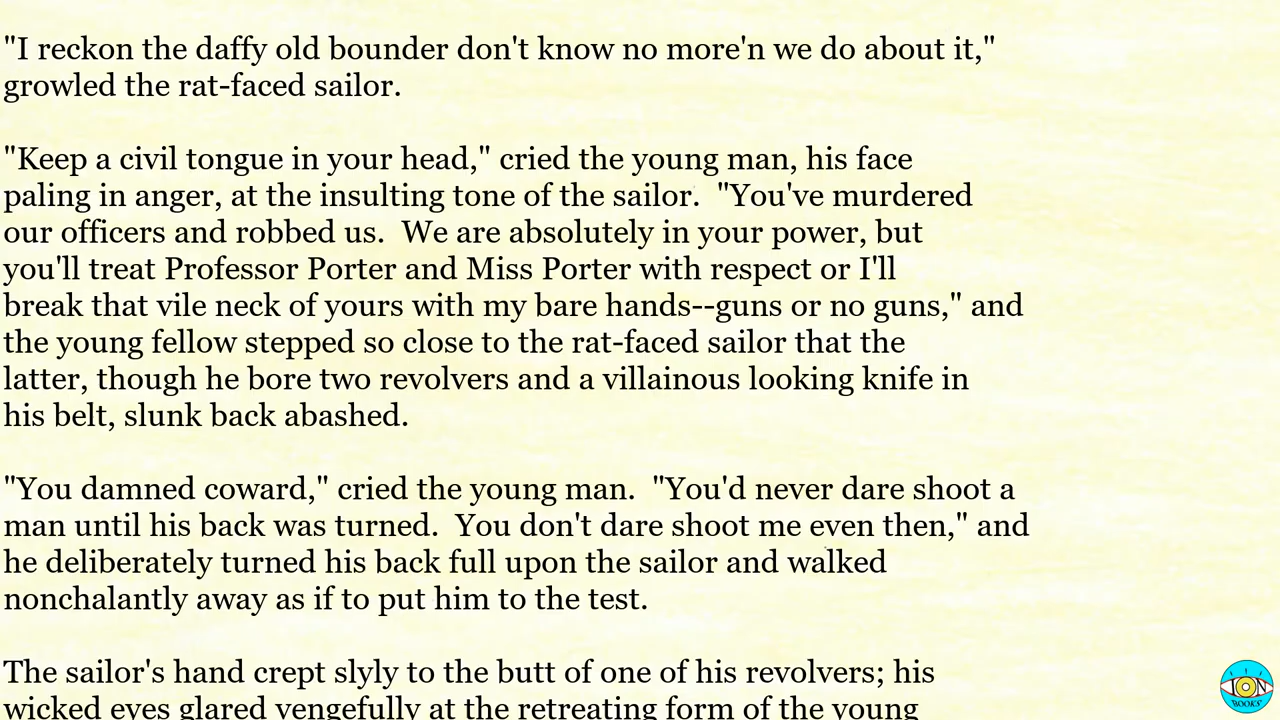 "I reckon the daffy old bounder don't know no more'n we do about it,"
growled the rat-faced sailor.
"Keep a civil tongue in your head," cried the young man, his face
paling in anger, at the insulting tone of the sailor.  "You've murdered
our officers and robbed us.  We are absolutely in your power, but
you'll treat Professor Porter and Miss Porter with respect or I'll
break that vile neck of yours with my bare hands--guns or no guns," and
the young fellow stepped so close to the rat-faced sailor that the
latter, though he bore two revolvers and a villainous looking knife in
his belt, slunk back abashed.
"You damned coward," cried the young man.  "You'd never dare shoot a
man until his back was turned.  You don't dare shoot me even then," and
he deliberately turned his back full upon the sailor and walked
nonchalantly away as if to put him to the test.
The sailor's hand crept slyly to the butt of one of his revolvers; his
wicked eyes glared vengefully at the retreating form of the young
ION
BOOKS